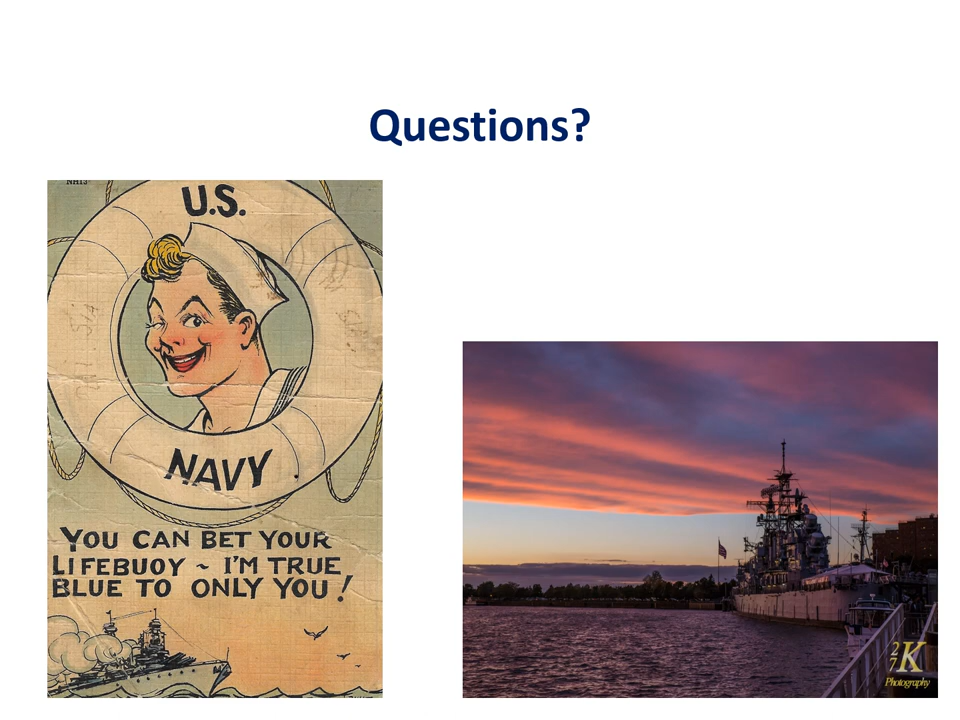 Questions?
U.S.
NAVY
YOU CAN BET YOUR
LIFEBUOY ~ I'M TRUE
BLUE TO ONLY YOU!
27K
Photography